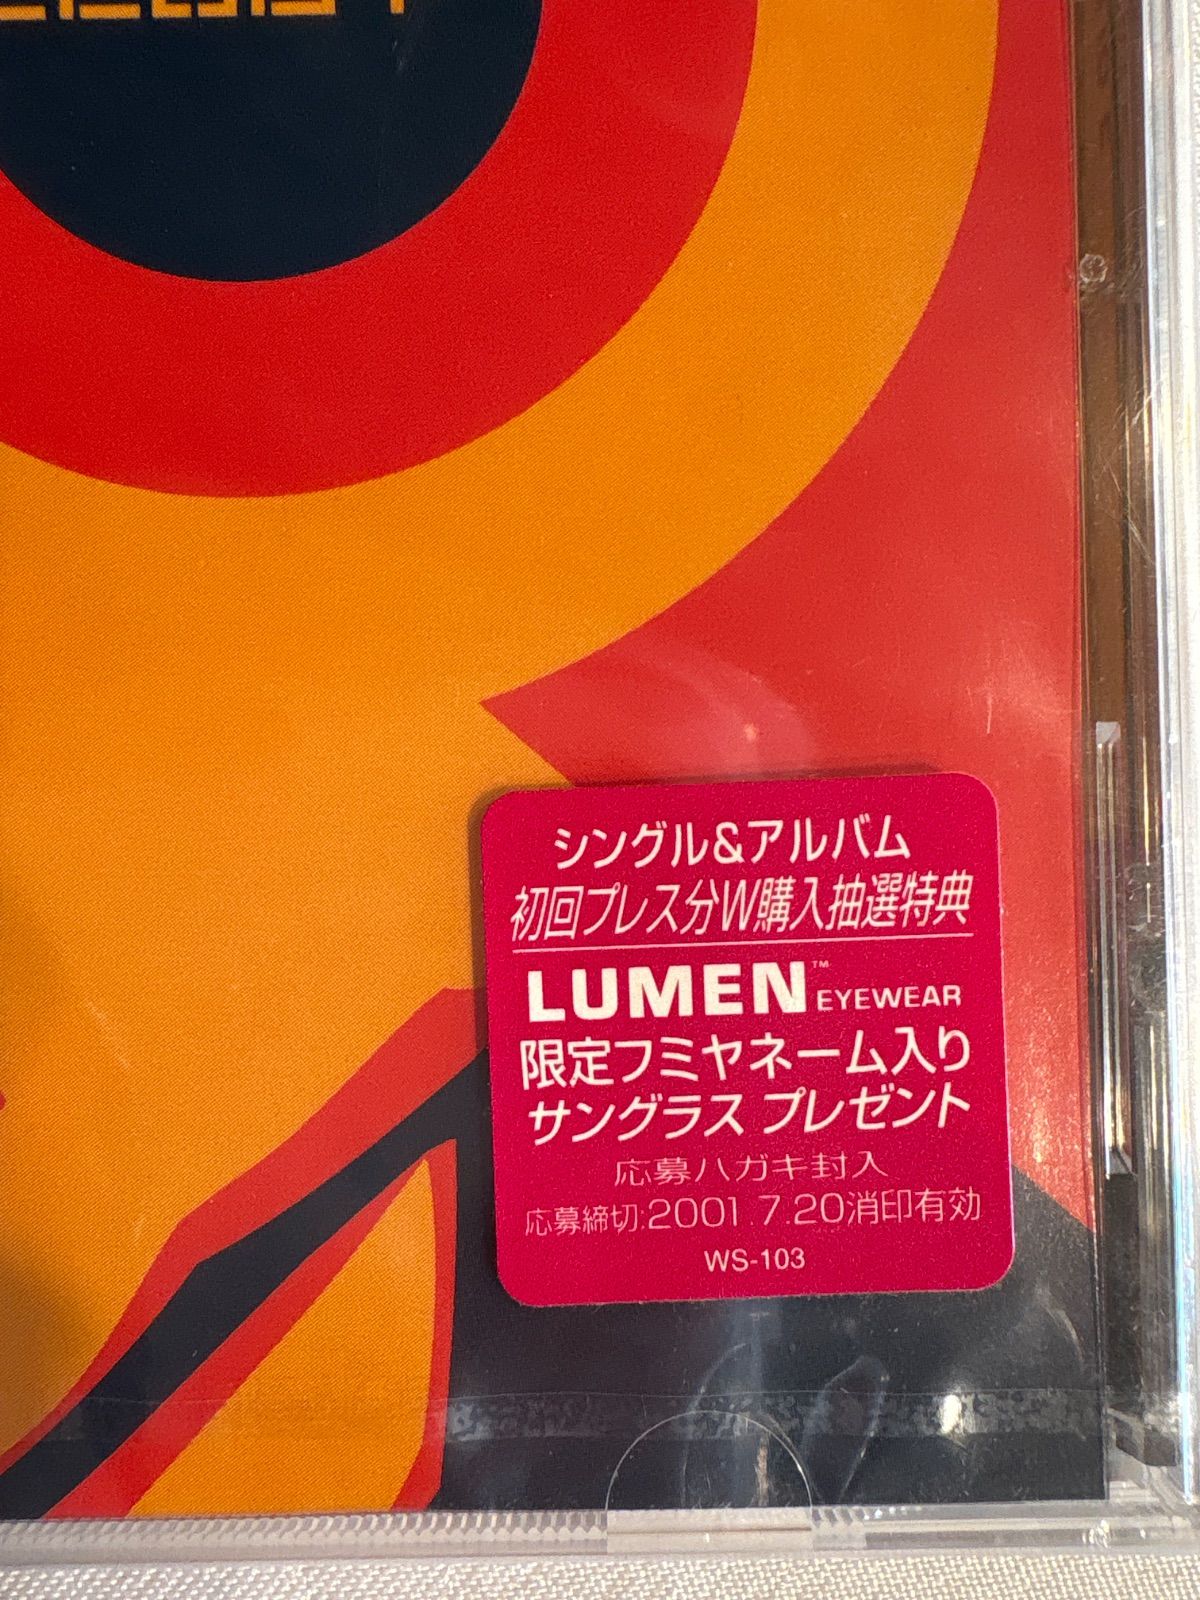 シングル&アルバム
初回プレス分W購入抽選特典
LUMEN™ EYEWEAR
限定フミヤネーム入り
サングラス プレゼント
応募ハガキ封入
応募締切:2001.7.20消印有効
WS-103